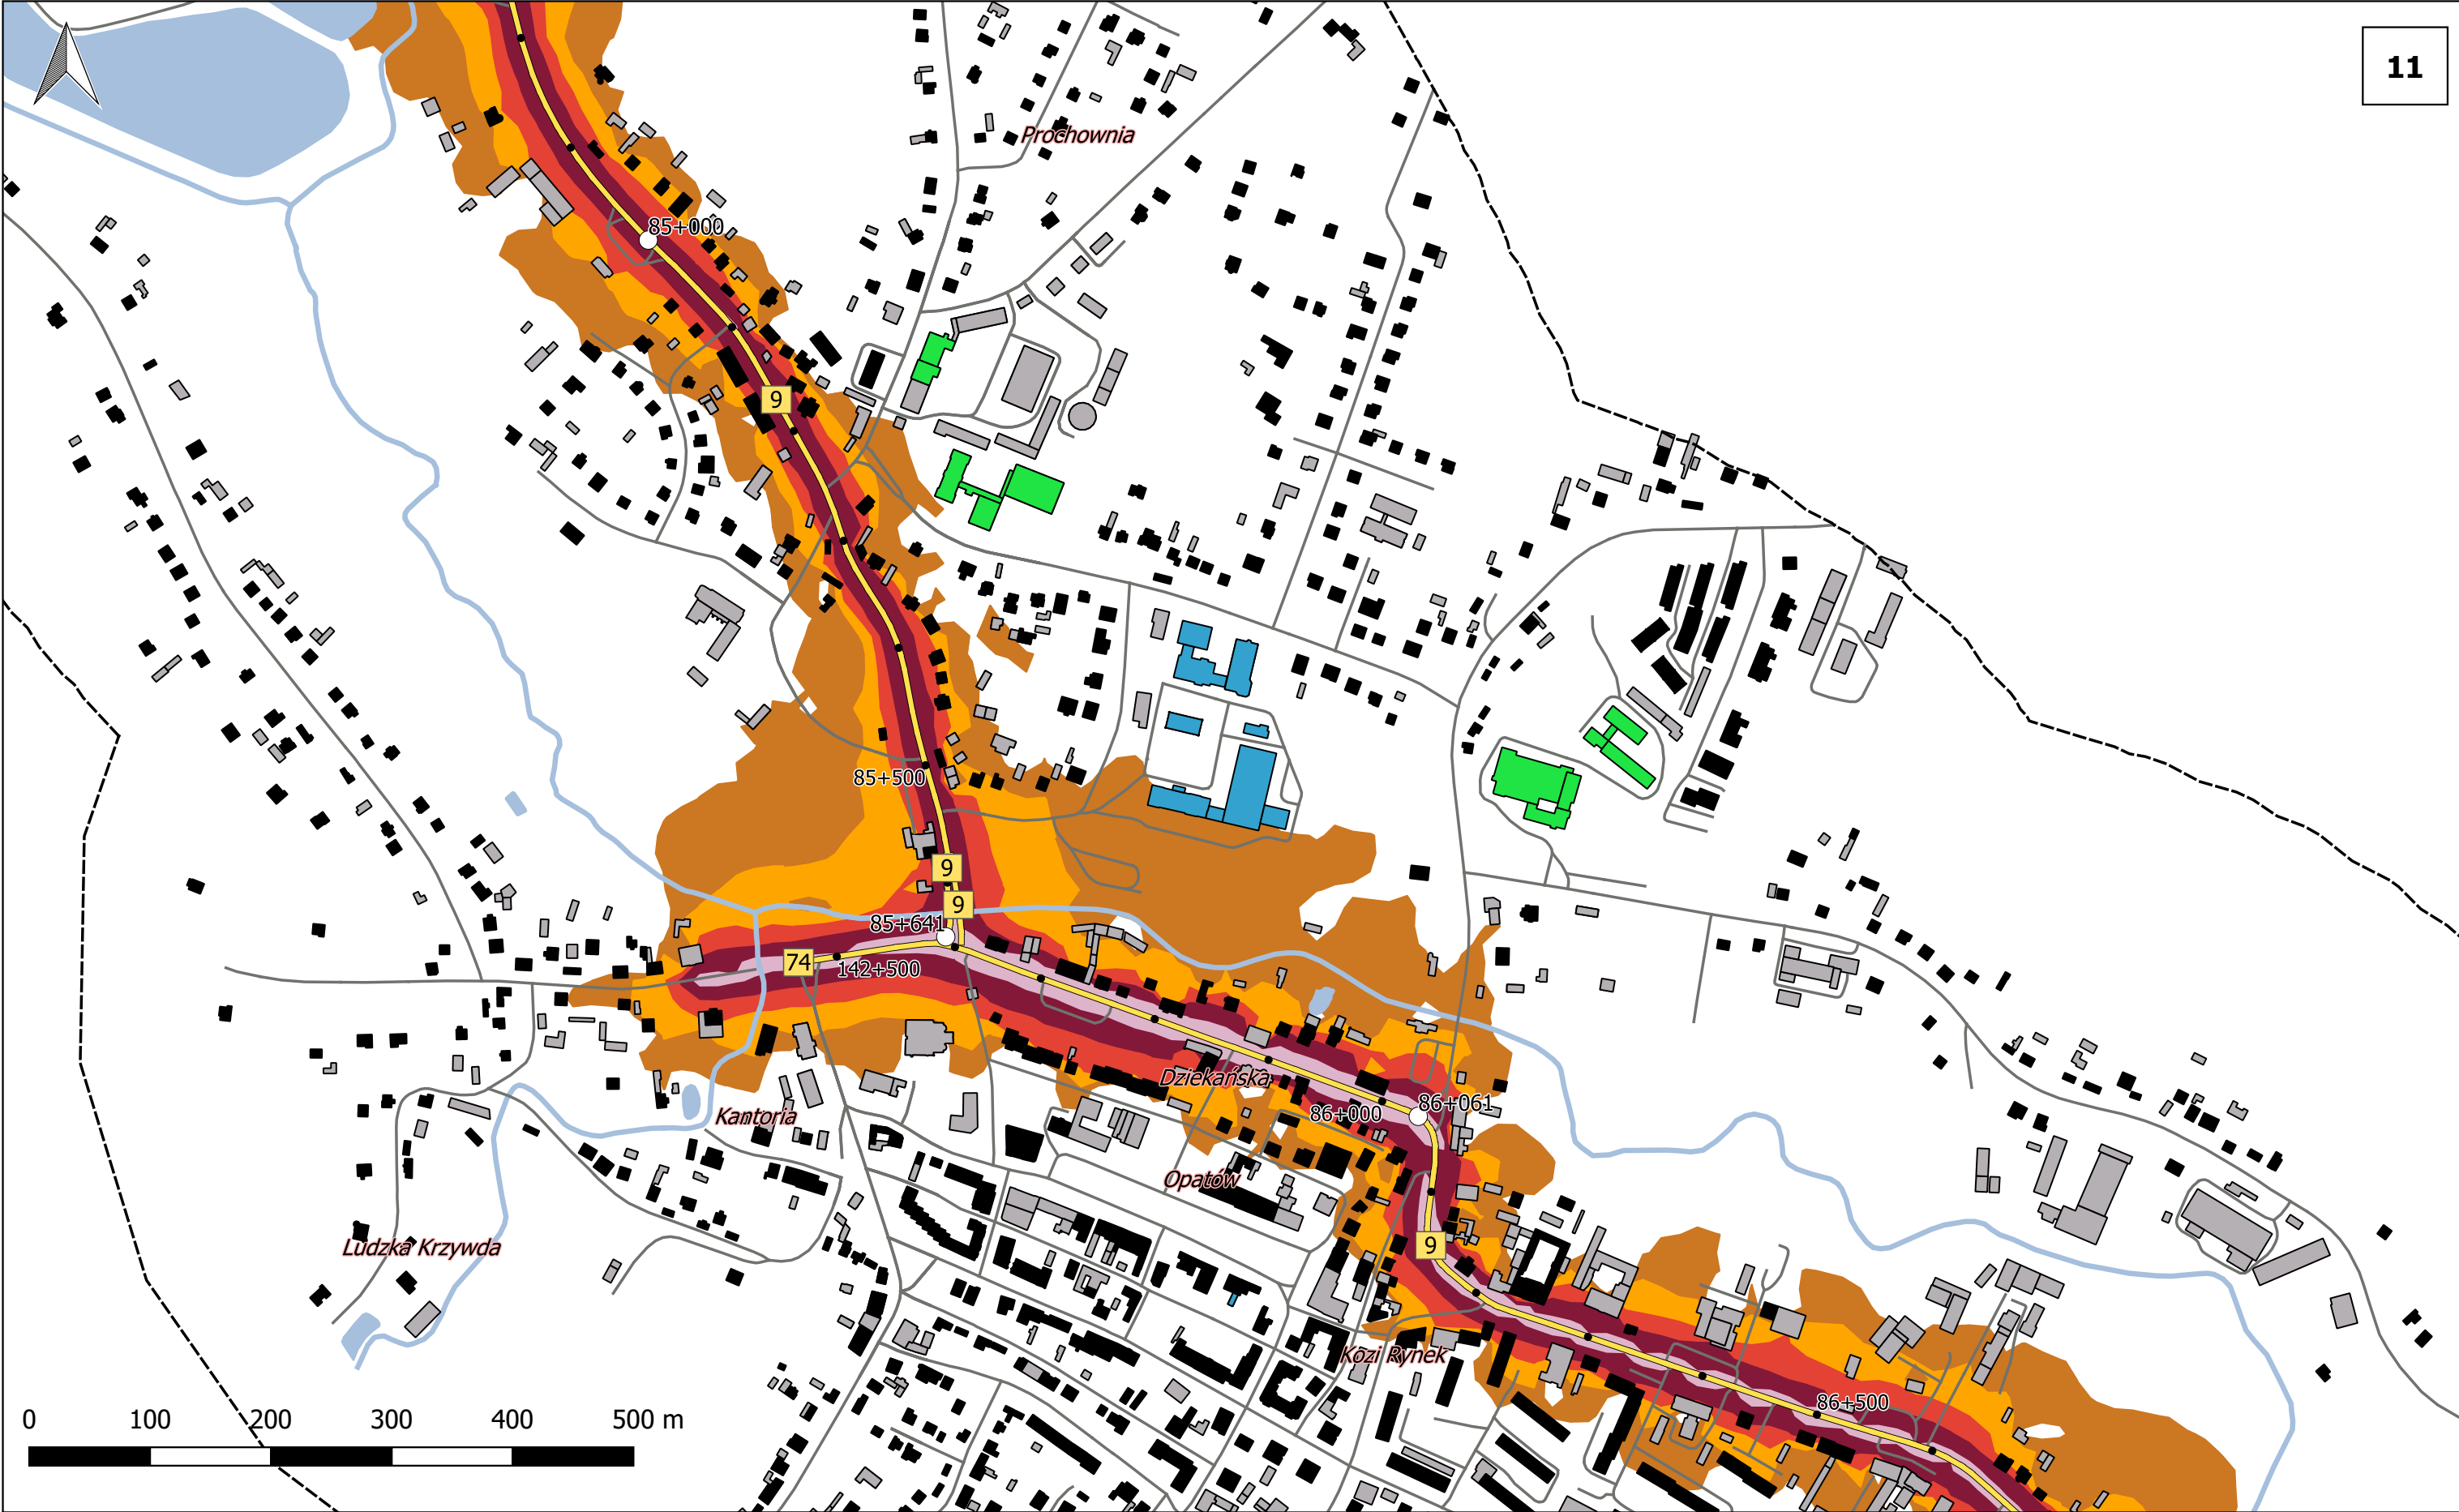 11
Prochownia
85+000
9
85+500
9
9
85+641
74
142+500
Dziekańska
86+000
86+061
Kantoria
Opatów
9
Ludzka Krzywda
Kozi Rynek
86+500
0 100 200 300 400 500 m